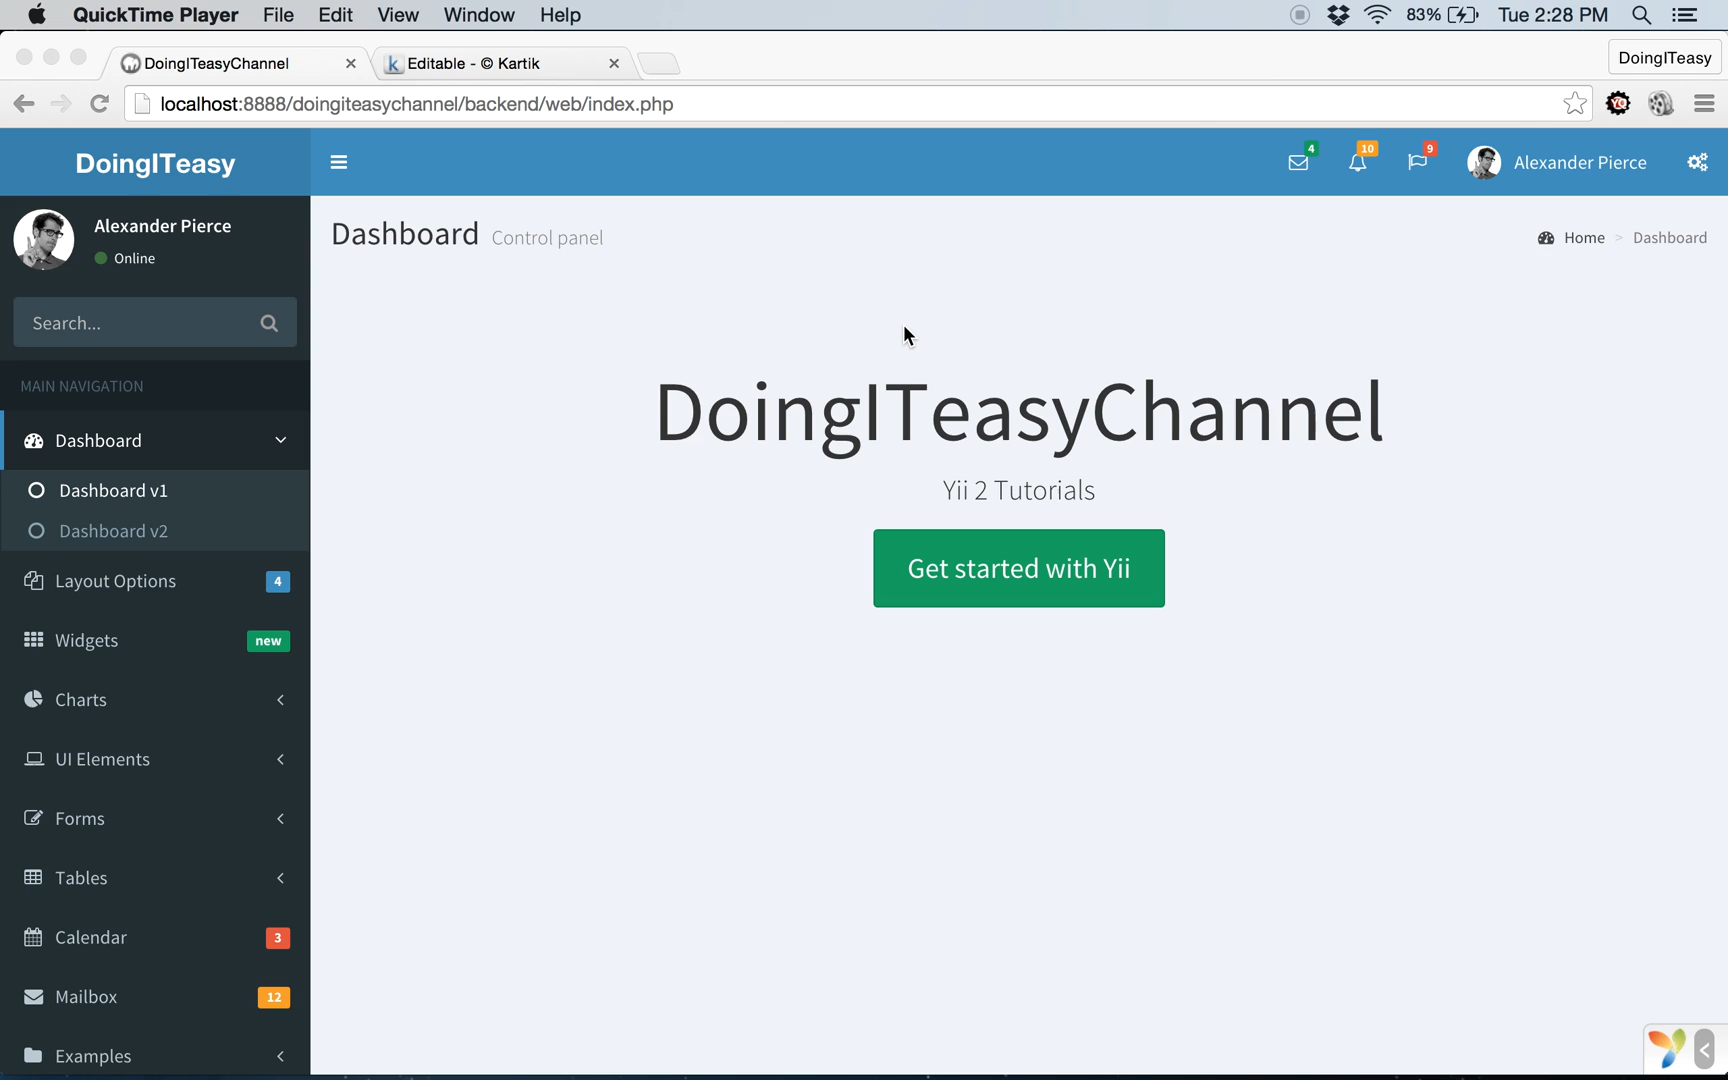 QuickTime Player File Edit View Window Help 83% Tue 2:28 PM
DoingITeasyChannel Editable - © Kartik DoingITeasy
localhost:8888/doingiteasychannel/backend/web/index.php
DoingITeasy 4 10 9 Alexander Pierce
Alexander Pierce
Online
Dashboard Control panel Home > Dashboard
Search...
MAIN NAVIGATION
Dashboard
Dashboard v1
Dashboard v2
Layout Options 4
Widgets new
Charts
UI Elements
Forms
Tables
Calendar 3
Mailbox 12
Examples
DoingITeasyChannel
Yii 2 Tutorials
Get started with Yii